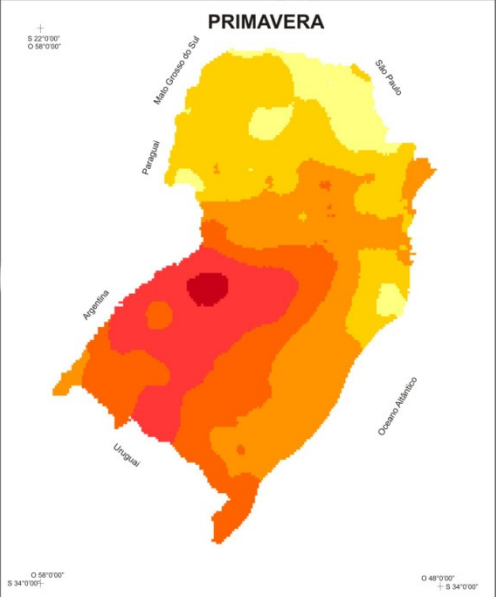 PRIMAVERA
S 22°0'00"
O 58°0'00"
Mato Grosso do Sul
São Paulo
Paraguai
Argentina
Oceano Atlântico
Uruguai
O 58°0'00"
S 34°0'00"
O 48°0'00"
S 34°0'00"